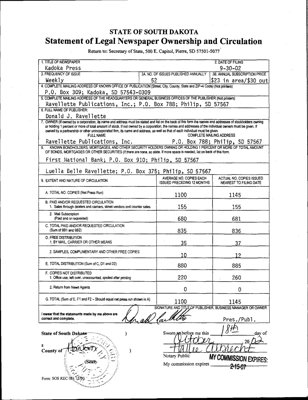 STATE OF SOUTH DAKOTA
Statement of Legal Newspaper Ownership and Circulation
Return to: Secretary of State, 500 E. Capitol, Pierre, SD 57501-5077
1. TITLE OF NEWSPAPER
2. DATE OF FILING
Kadoka Press
9-30-02
3. FREQUENCY OF ISSUE
3A. NO. OF ISSUES PUBLISHED ANNUALLY
3B. ANNUAL SUBSCRIPTION PRICE
Weekly
52
$23 in area/$30 out
4. COMPLETE MAILING ADDRESS OF KNOWN OFFICE OF PUBLICATION (Street, City, County, State and ZIP+4 Code) (Not printers)
P.O. Box 309; Kadoka, SD 57543-0309
5. COMPLETE MAILING ADDRESS OF THE HEADQUARTERS OR GENERAL BUSINESS OFFICES OF THE PUBLISHER (Not printers)
Ravellette Publications, Inc.; P.O. Box 788; Philip, SD 57567
6. FULL NAME OF PUBLISHER:
Donald J. Ravellette
7. OWNER (If owned by a corporation, its name and address must be stated and also immediately thereunder the names and addresses of stockholders owning
or holding 1 percent or more of total amount of stock. If not owned by a corporation, the names and addresses of the individual owners must be given. If
owned by a partnership or other unincorporated firm, its name and address, as well as that of each individual must be given.
FULL NAME
COMPLETE MAILING ADDRESS
Ravellette Publications, Inc.
P.O. Box 788; Philip, SD 57567
8. KNOWN BONDHOLDERS, MORTGAGEES, AND OTHER SECURITY HOLDERS OWNING OR HOLDING 1 PERCENT OR MORE OF TOTAL AMOUNT
OF BONDS, MORTGAGES OR OTHER SECURITIES (If there are none, so state. If more space is needed, list on back of this form.
First National Bank; P.O. Box 910; Philip, SD 57567
Luella Gelle Ravellette; P.O. Box 375; Philip, SD 57567
9. EXTENT AND NATURE OF CIRCULATION
AVERAGE NO. COPIES EACH
ISSUED PRECEDING 12 MONTHS
ACTUAL NO. COPIES ISSUED
NEAREST TO FILING DATE
A. TOTAL NO. COPIES (Net Press Run)
1100
1145
B. PAID AND/OR REQUESTED CIRCULATION
1. Sales through dealers and carriers, street vendors and counter sales
155
155
2. Mail Subscription
(Paid and or requested)
680
681
C. TOTAL PAID AND/OR REQUESTED CIRCULATION
(Sum of 9B1 and 9B2)
835
836
D. FREE DISTRIBUTION
1. BY MAIL, CARRIER OR OTHER MEANS
35
37
2. SAMPLES, COMPLIMENTARY AND OTHER FREE COPIES
10
12
E. TOTAL DISTRIBUTION (Sum of C, D1 and D2)
880
885
F. COPIES NOT DISTRIBUTED
1. Office use, left over, unaccounted, spoiled after printing
220
260
2. Return from News Agents
0
0
G. TOTAL (Sum of E, F1 and F2 - Should equal net press run shown in A)
1100
1145
SIGNATURE AND TITLE OF PUBLISHER, BUSINESS MANAGER OR OWNER
I swear that the statements made by me above are
correct and complete.
Pres./Publ.
State of South Dakota
Sworn to before me this 18th day of
October 2002
County of
Hallie Albrecht
(Seal)
Notary Public
MY COMMISSION EXPIRES:
My commission expires 2-15-07